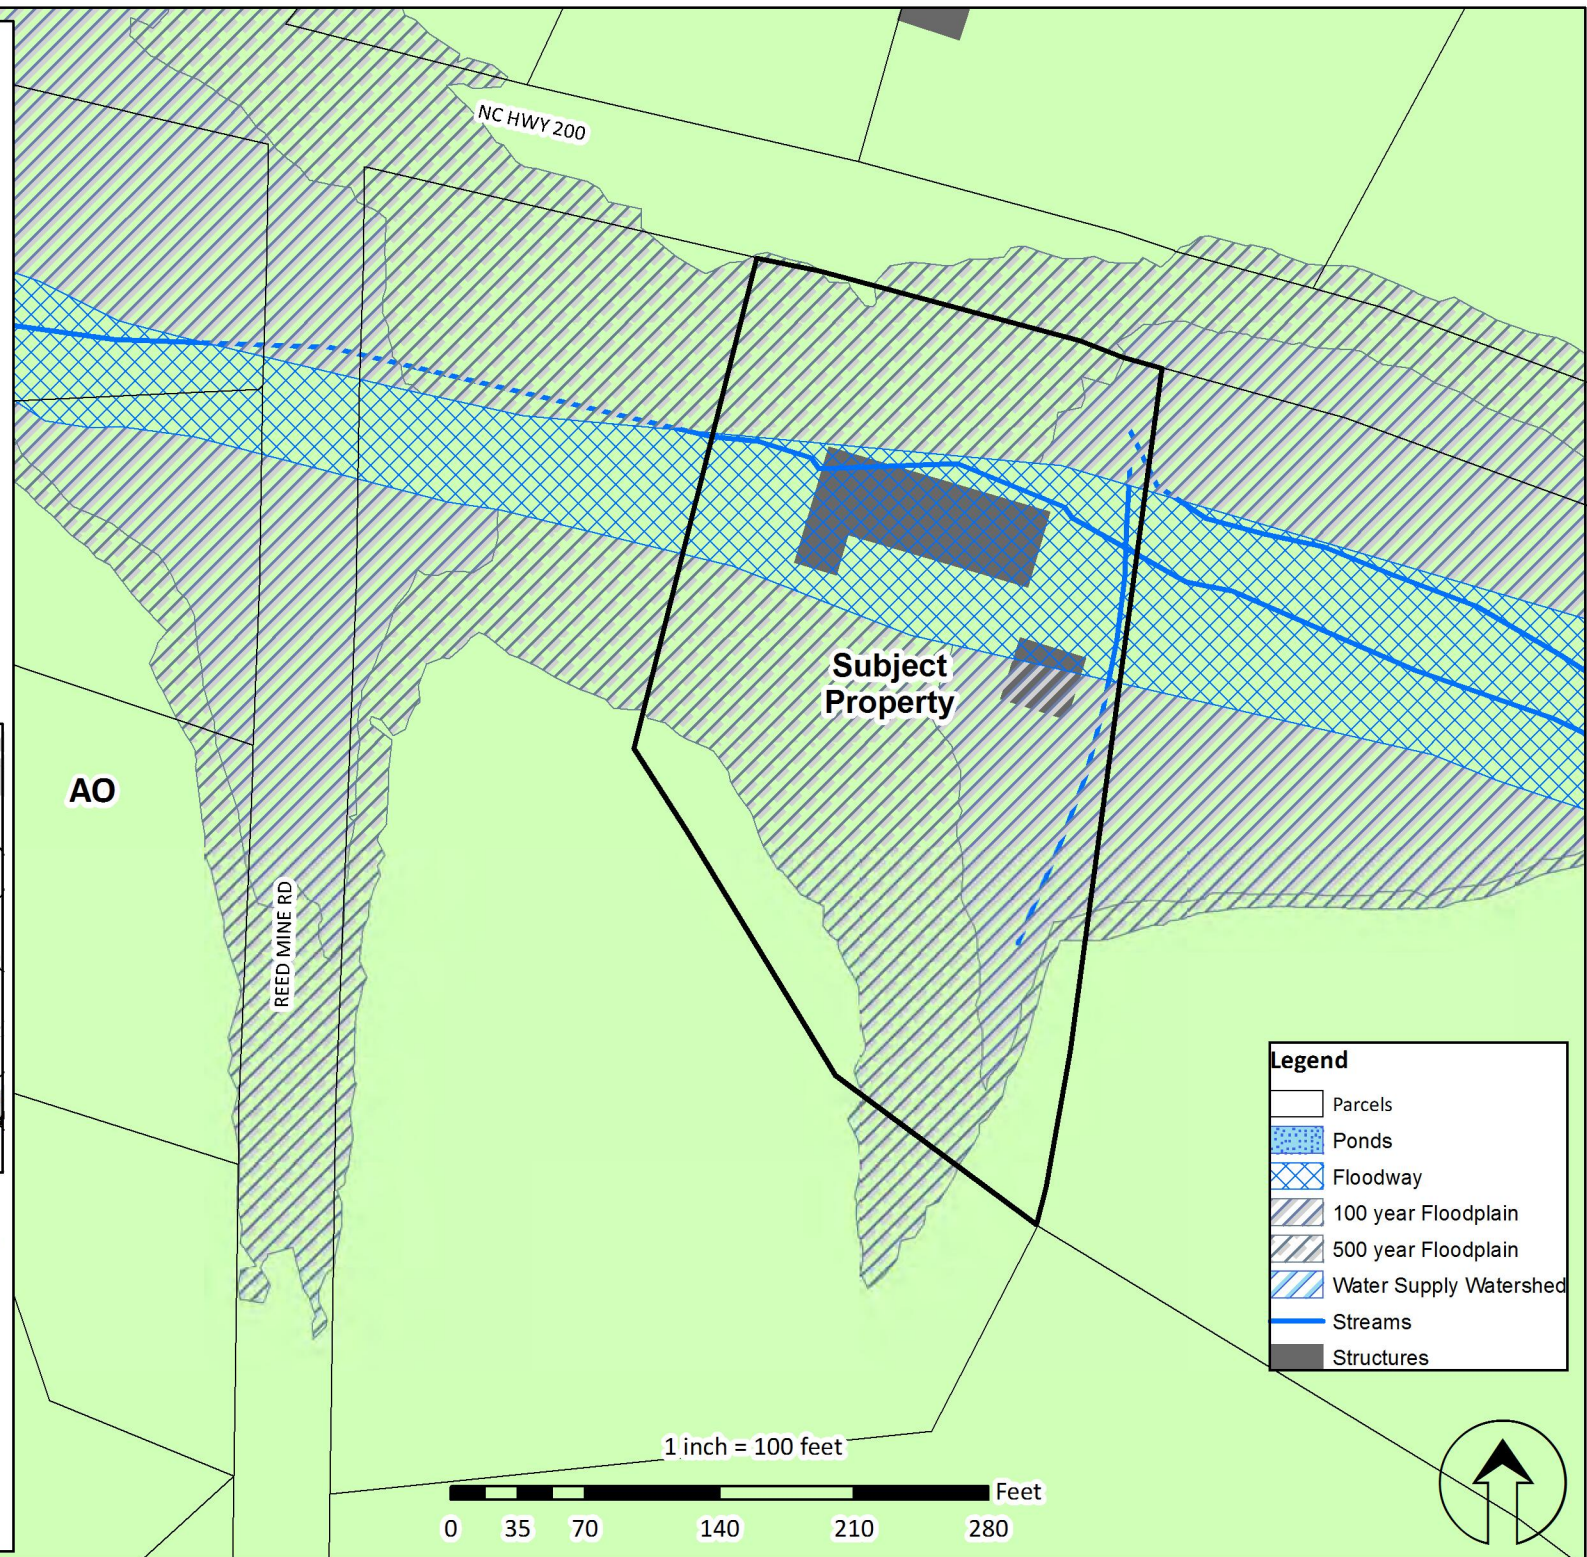 NC HWY 200
Subject
Property
AO
REED MINE RD
Legend
Parcels
Ponds
Floodway
100 year Floodplain
500 year Floodplain
Water Supply Watershed
Streams
Structures
1 inch = 100 feet
Feet
0 35 70 140 210 280